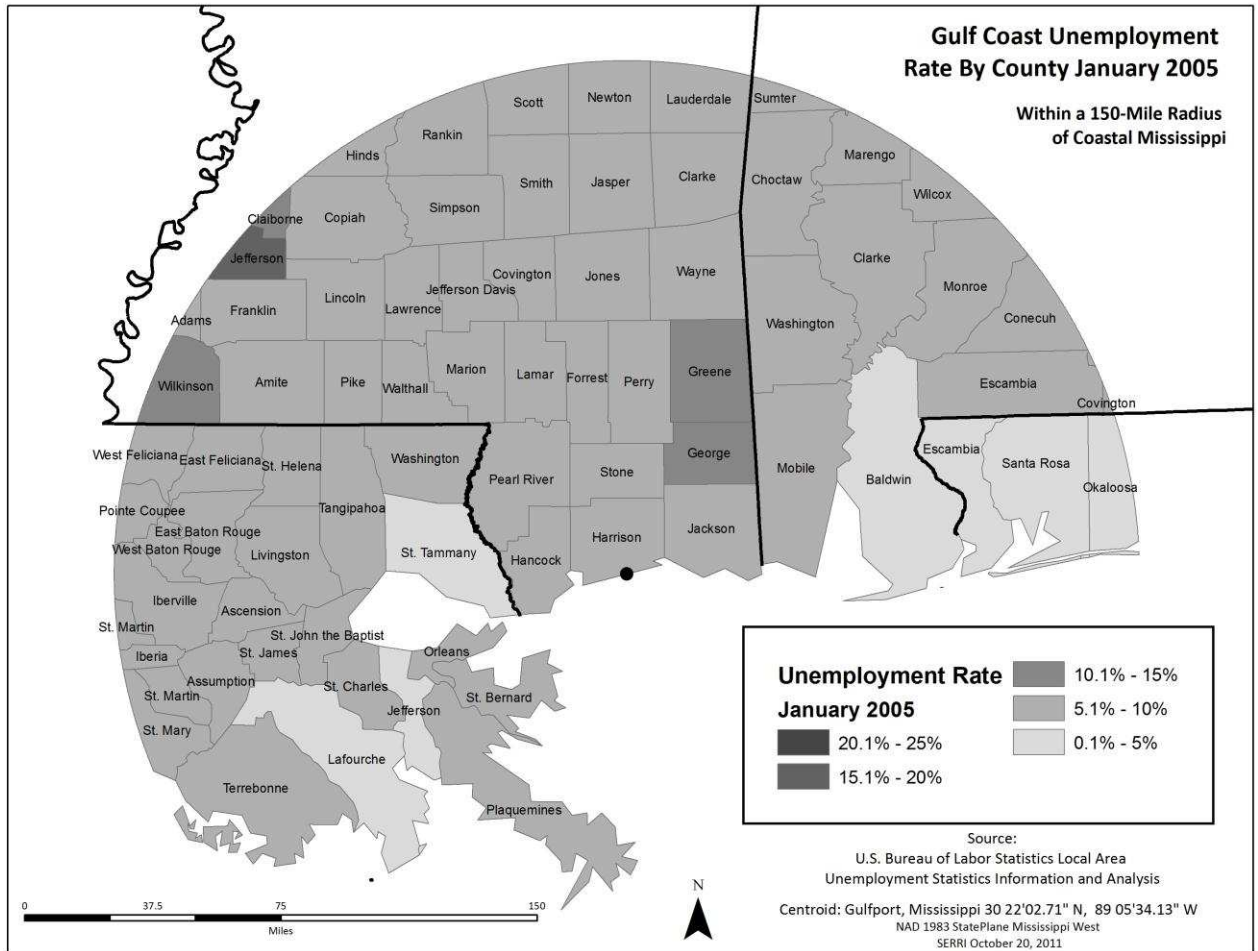 Gulf Coast Unemployment
Rate By County January 2005
Within a 150-Mile Radius
of Coastal Mississippi
Scott
Newton
Lauderdale
Sumter
Rankin
Hinds
Marengo
Smith
Jasper
Clarke
Choctaw
Wilcox
Claiborne
Copiah
Simpson
Jefferson
Covington
Jones
Wayne
Clarke
Monroe
Lincoln
Jefferson Davis
Lawrence
Franklin
Adams
Washington
Conecuh
Wilkinson
Amite
Pike
Walthall
Marion
Lamar
Forrest
Perry
Greene
Escambia
Covington
West Feliciana
East Feliciana
St. Helena
Washington
Pearl River
Stone
George
Mobile
Baldwin
Escambia
Santa Rosa
Okaloosa
Pointe Coupee
Tangipahoa
East Baton Rouge
West Baton Rouge
Livingston
St. Tammany
Hancock
Harrison
Jackson
Iberville
Ascension
St. Martin
St. John the Baptist
Iberia
St. James
Orleans
Assumption
St. Charles
St. Martin
St. Bernard
Jefferson
St. Mary
Lafourche
Terrebonne
Plaquemines
Unemployment Rate
January 2005
20.1% - 25%
15.1% - 20%
10.1% - 15%
5.1% - 10%
0.1% - 5%
Source:
U.S. Bureau of Labor Statistics Local Area
Unemployment Statistics Information and Analysis
Centroid: Gulfport, Mississippi 30 22'02.71" N, 89 05'34.13" W
NAD 1983 StatePlane Mississippi West
SERRI October 20, 2011
N
0 37.5 75 150
Miles